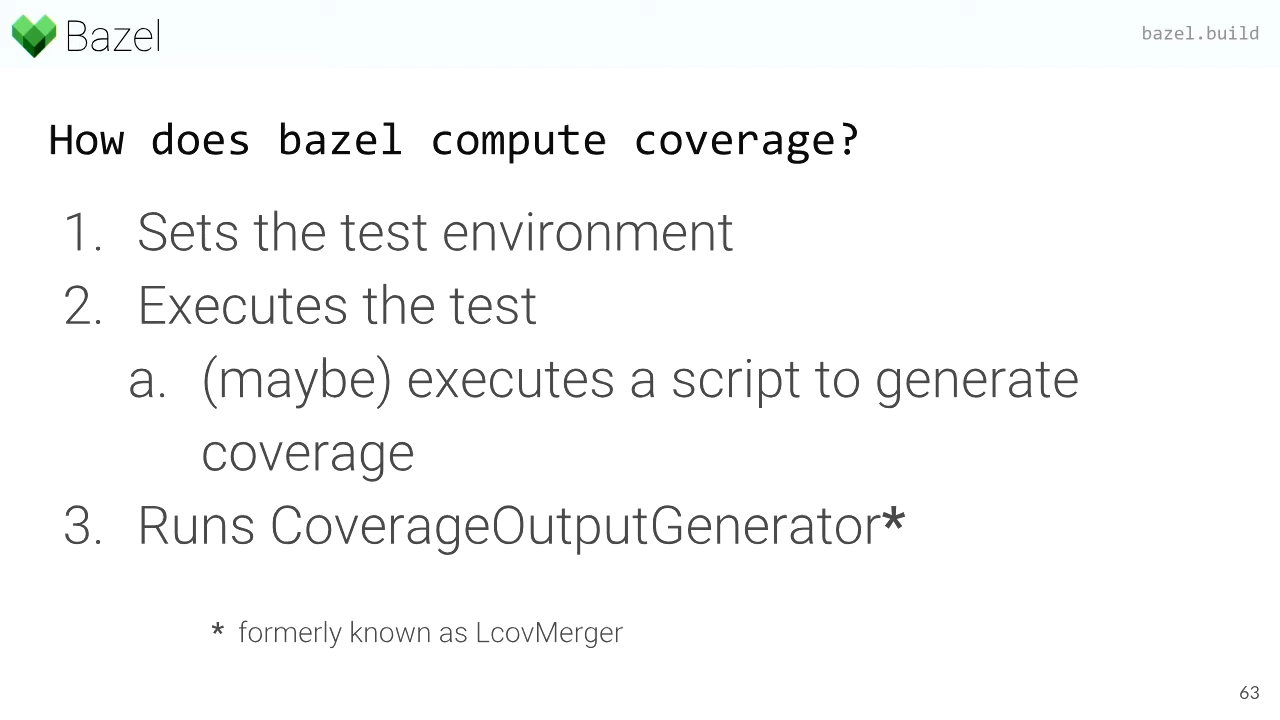 Bazel
bazel.build
How does bazel compute coverage?
1. Sets the test environment
2. Executes the test
a. (maybe) executes a script to generate
coverage
3. Runs CoverageOutputGenerator*
* formerly known as LcovMerger
63